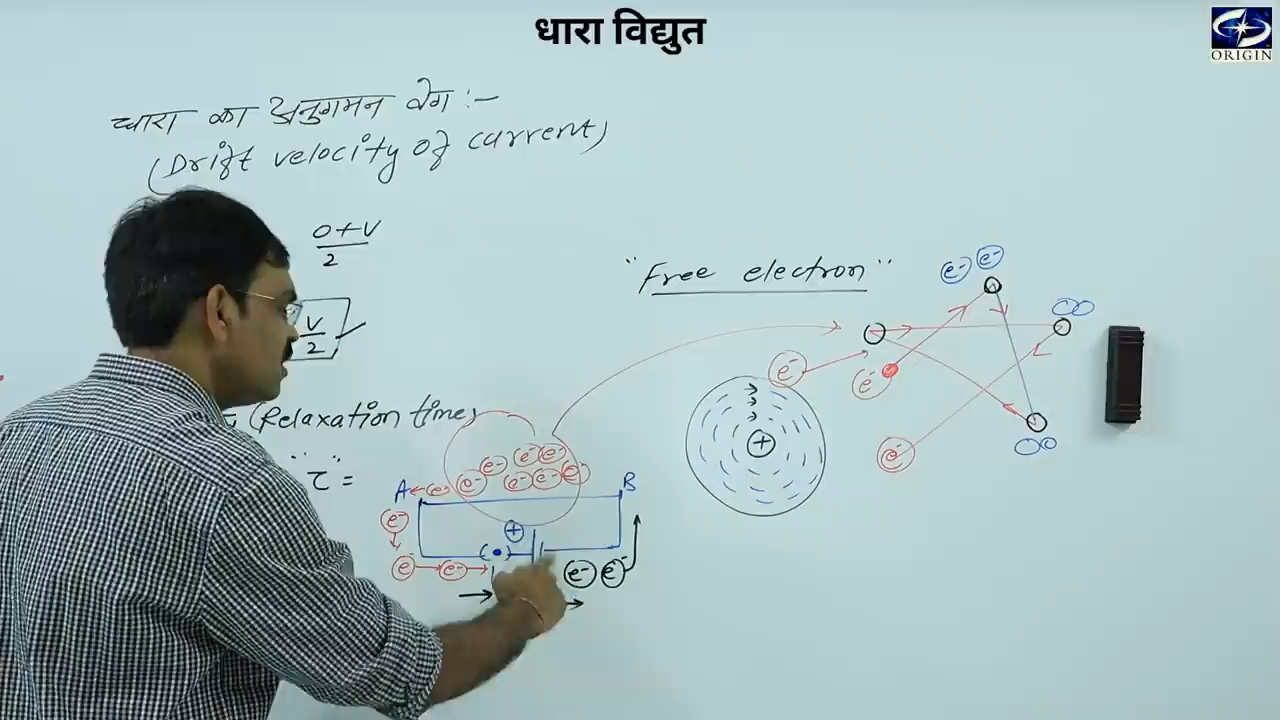 धारा विद्युत
ORIGIN
धारा का अनुगमन वेग :-
(Drift velocity of current)
0+V
2
V
2
"Free electron"
e⁻ e⁻
e⁻
e⁻
e⁻
+
(Relaxation time)
"τ" =
A B
e⁻ e⁻ e⁻
e⁻ e⁻ e⁻ e⁻ e⁻ e⁻
e⁻
+
e⁻ e⁻ e⁻ e⁻